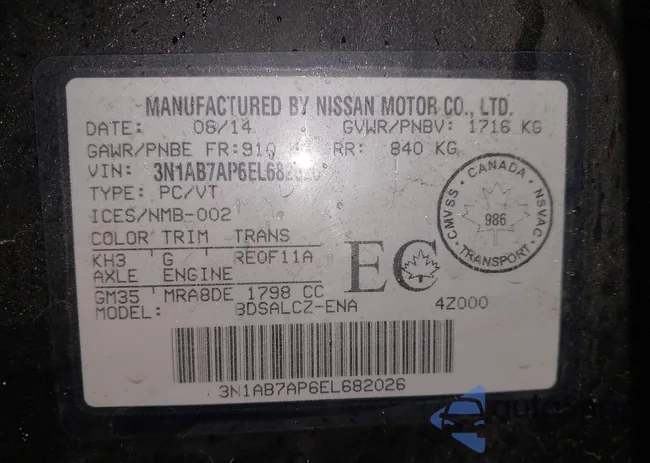 MANUFACTURED BY NISSAN MOTOR CO., LTD.
DATE: 08/14 GVWR/PNBV: 1716 KG
GAWR/PNBE FR:910 RR: 840 KG
VIN: 3N1AB7AP6EL682026
TYPE: PC/VT
ICES/NMB-002
COLOR TRIM TRANS
KH3 G RE0F11A
AXLE ENGINE
GM35 MRA8DE 1798 CC
MODEL: BDSALCZ-ENA 4Z000
EC
CANADA
CMVSS NSVAC
986
TRANSPORT
3N1AB7AP6EL682026